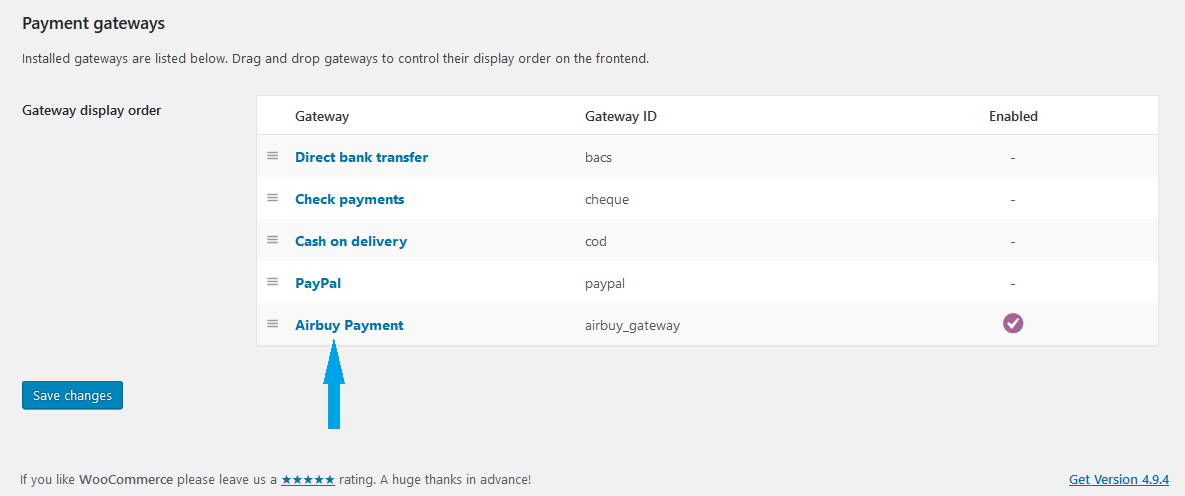 Payment gateways
Installed gateways are listed below. Drag and drop gateways to control their display order on the frontend.
Gateway display order
Gateway Gateway ID Enabled
Direct bank transfer bacs -
Check payments cheque -
Cash on delivery cod -
PayPal paypal -
Airbuy Payment airbuy_gateway
Save changes
If you like WooCommerce please leave us a ★★★★★ rating. A huge thanks in advance! Get Version 4.9.4